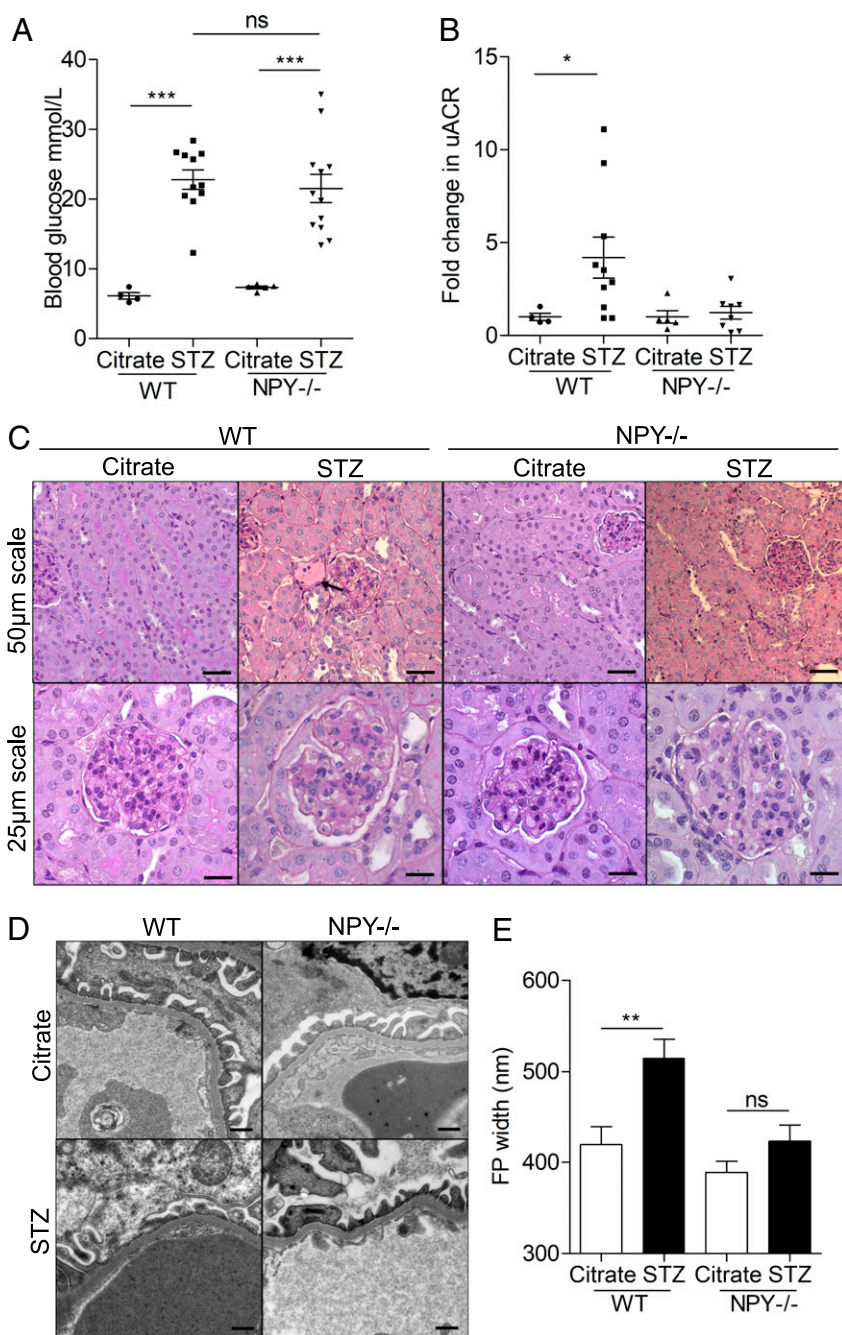 A
ns
***
***
Blood glucose mmol/L
40
30
20
10
0
Citrate STZ
Citrate STZ
WT
NPY-/-
B
*
Fold change in uACR
15
10
5
0
Citrate STZ
Citrate STZ
WT
NPY-/-
C
WT
NPY-/-
Citrate
STZ
Citrate
STZ
50µm scale
25µm scale
D
WT
NPY-/-
Citrate
STZ
E
**
ns
FP width (nm)
600
500
400
300
Citrate STZ
Citrate STZ
WT
NPY-/-